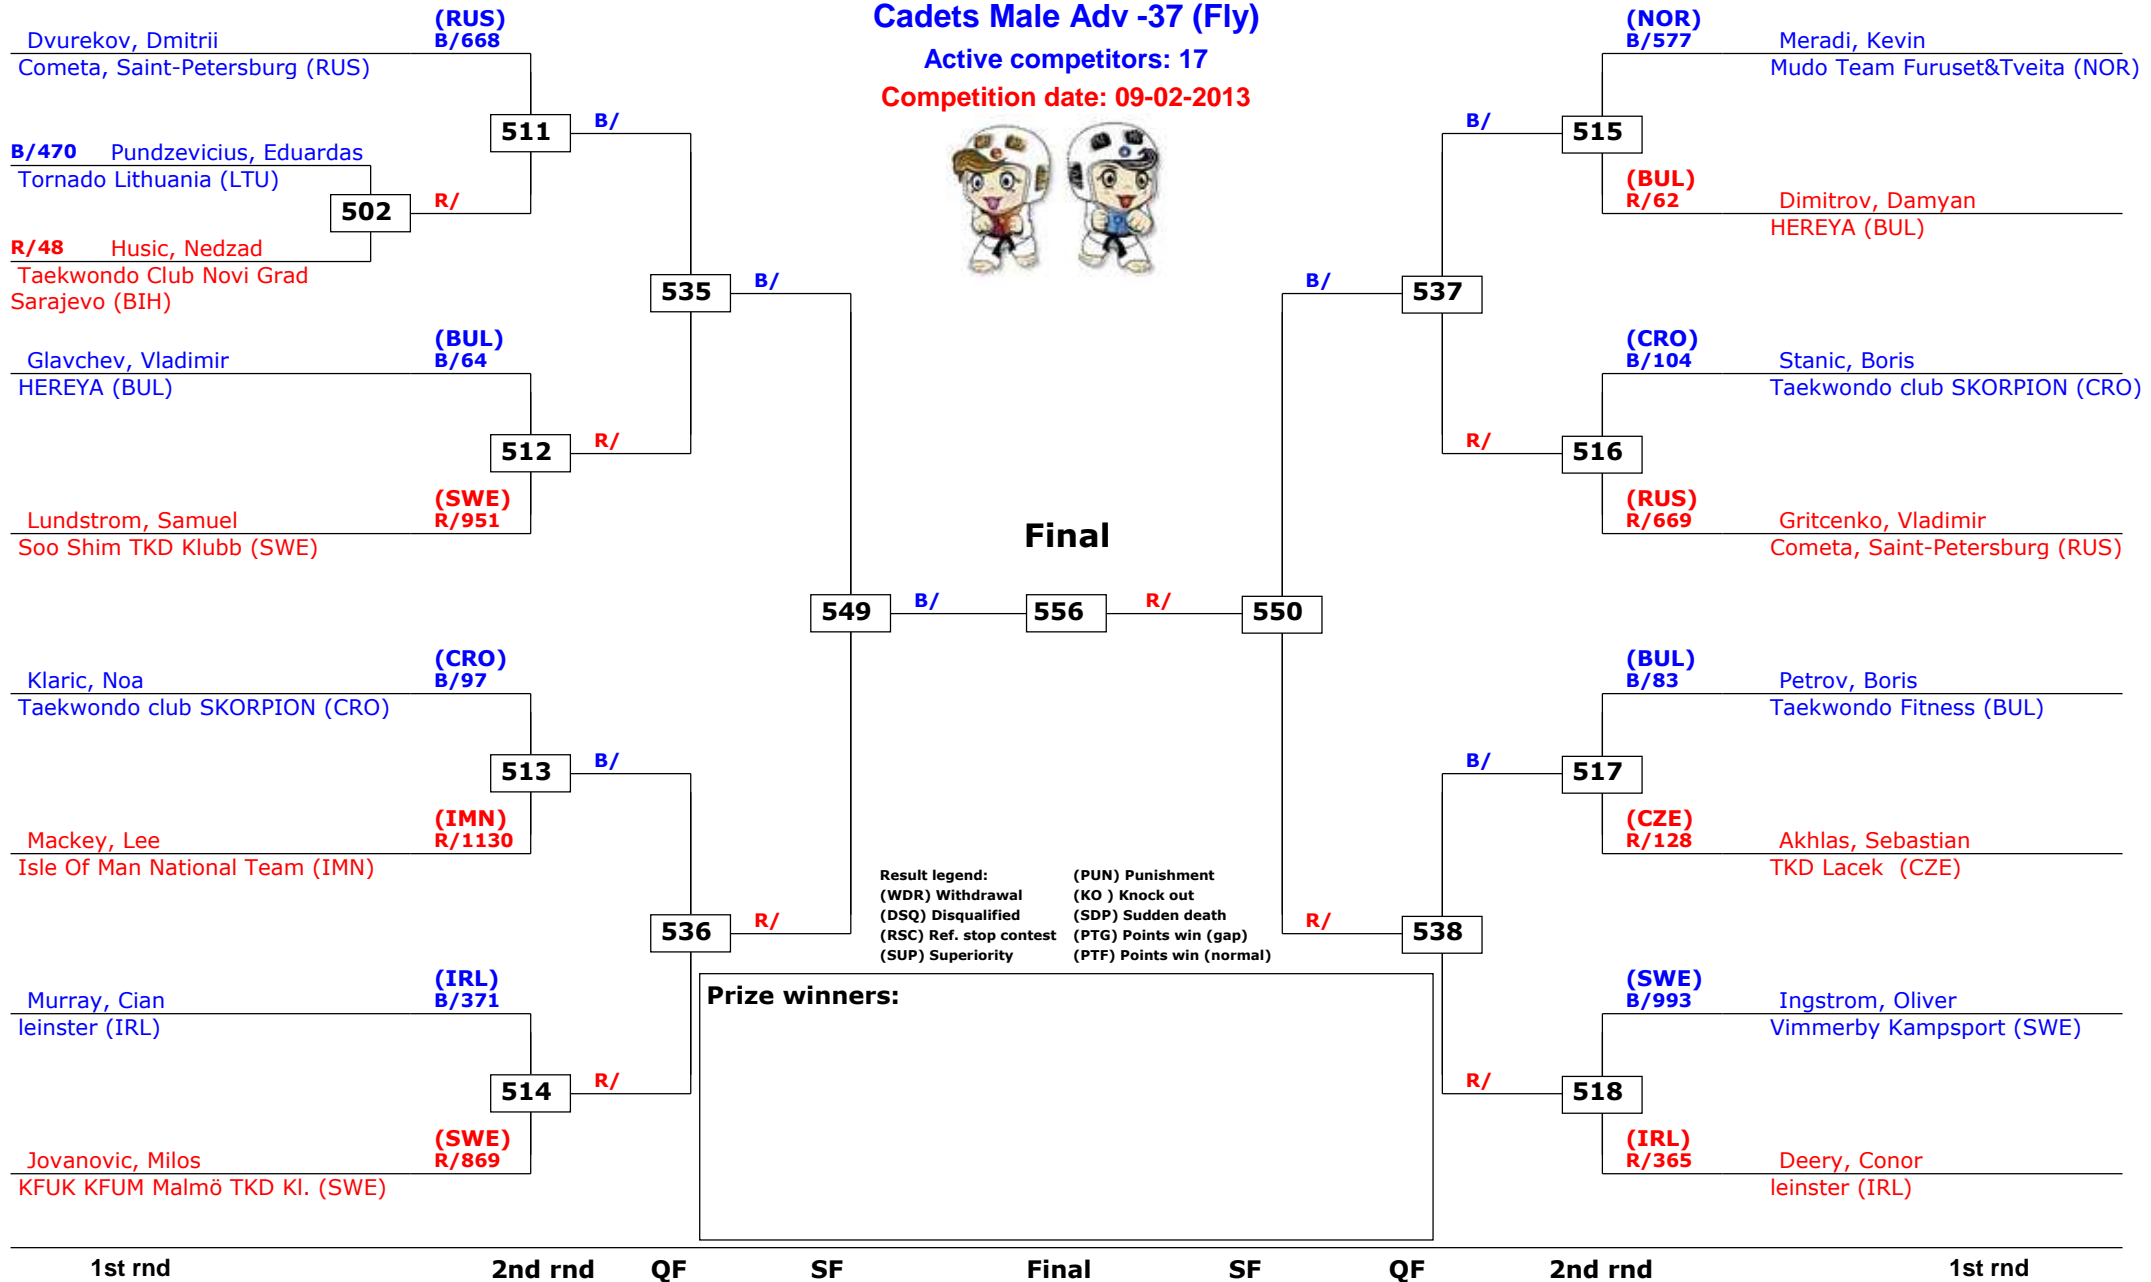 Cadets Male Adv -37 (Fly)
Active competitors: 17
Competition date: 09-02-2013
(RUS)
Dvurekov, Dmitrii B/668
Cometa, Saint-Petersburg (RUS)
511
B/
B/470 Pundzevicius, Eduardas
Tornado Lithuania (LTU)
502
R/
R/48 Husic, Nedzad
Taekwondo Club Novi Grad
Sarajevo (BIH)
535
B/
(BUL)
Glavchev, Vladimir B/64
HEREYA (BUL)
512
R/
(SWE)
Lundstrom, Samuel R/951
Soo Shim TKD Klubb (SWE)
549
B/
(CRO)
Klaric, Noa B/97
Taekwondo club SKORPION (CRO)
513
B/
(IMN)
Mackey, Lee R/1130
Isle Of Man National Team (IMN)
536
R/
(IRL)
Murray, Cian B/371
leinster (IRL)
514
R/
(SWE)
Jovanovic, Milos R/869
KFUK KFUM Malmö TKD Kl. (SWE)
Final
556
R/
550
(NOR)
B/577 Meradi, Kevin
Mudo Team Furuset&Tveita (NOR)
B/
515
(BUL)
R/62 Dimitrov, Damyan
HEREYA (BUL)
B/
537
(CRO)
B/104 Stanic, Boris
Taekwondo club SKORPION (CRO)
R/
516
(RUS)
R/669 Gritcenko, Vladimir
Cometa, Saint-Petersburg (RUS)
(BUL)
B/83 Petrov, Boris
Taekwondo Fitness (BUL)
B/
517
(CZE)
R/128 Akhlas, Sebastian
TKD Lacek (CZE)
R/
538
(SWE)
B/993 Ingstrom, Oliver
Vimmerby Kampsport (SWE)
R/
518
(IRL)
R/365 Deery, Conor
leinster (IRL)
Result legend: (PUN) Punishment
(WDR) Withdrawal (KO ) Knock out
(DSQ) Disqualified (SDP) Sudden death
(RSC) Ref. stop contest (PTG) Points win (gap)
(SUP) Superiority (PTF) Points win (normal)
Prize winners:
1st rnd 2nd rnd QF SF Final SF QF 2nd rnd 1st rnd